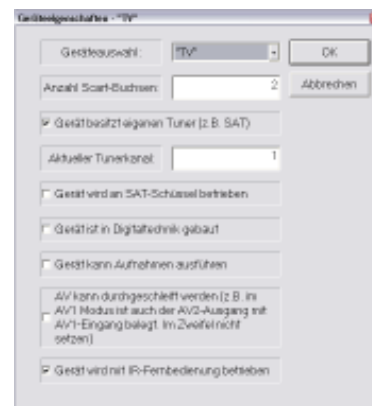 Geräteeigenschaften - "TV"
Geräteauswahl:
"TV"
OK
Anzahl Scart-Buchsen:
2
Abbrechen
Gerät besitzt eigenen Tuner (z.B. SAT)
Aktueller Tunerkanal:
1
Gerät wird an SAT-Schüssel betrieben
Gerät ist in Digitaltechnik gebaut
Gerät kann Aufnahmen ausführen
AV kann durchgeschleift werden (z.B. im
AV1 Modus ist auch der AV2-Ausgang mit
AV1-Eingang belegt. Im Zweifel nicht
setzen)
Gerät wird mit IR-Fernbedienung betrieben